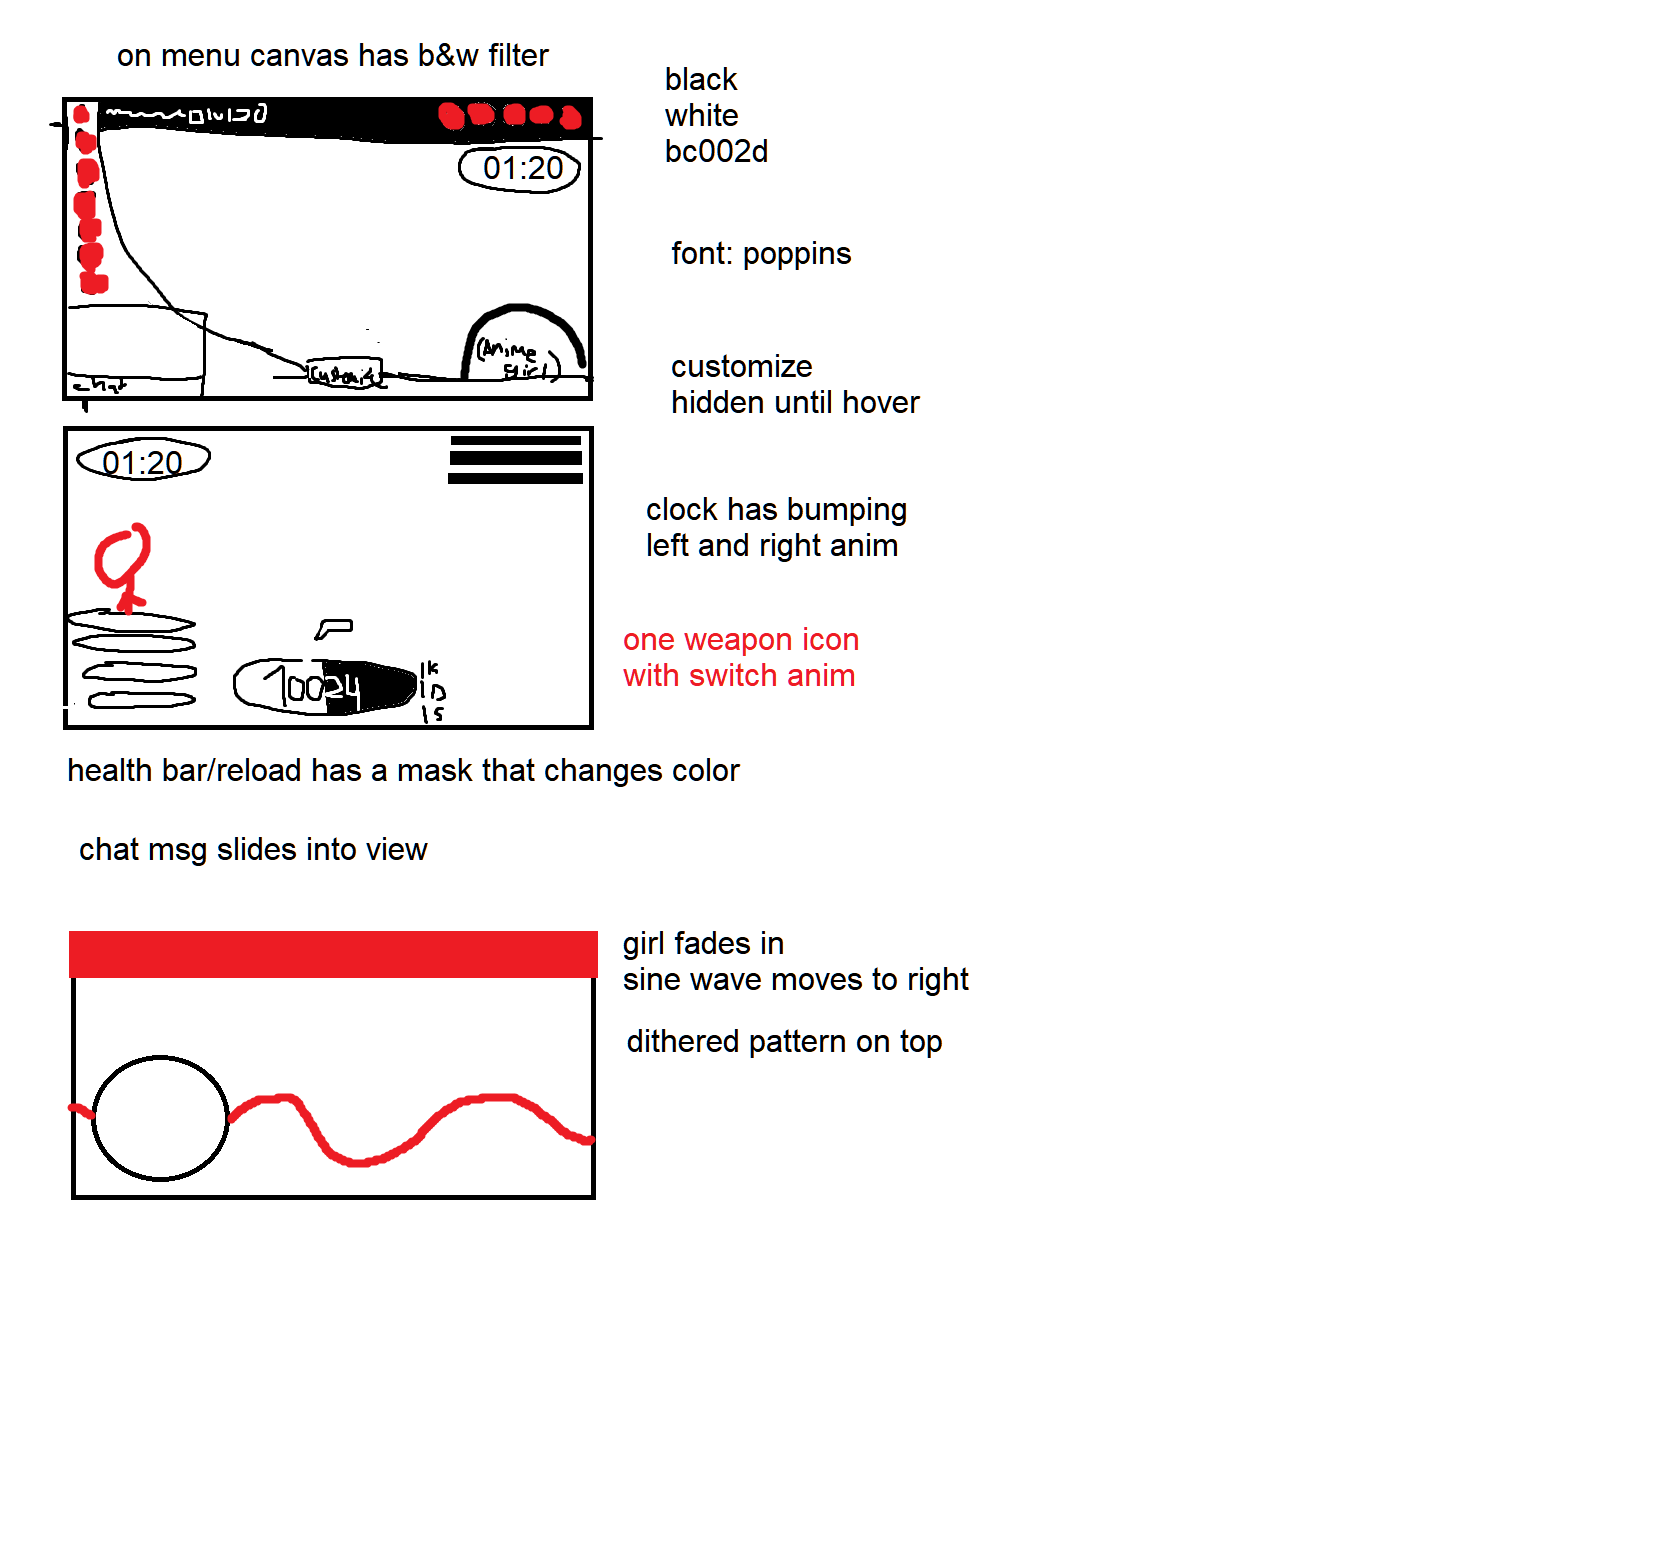 on menu canvas has b&w filter
black
white
bc002d
01:20
font: poppins
(Anime
girl)
customize
chat
customize
hidden until hover
01:20
clock has bumping
left and right anim
one weapon icon
with switch anim
10024
1K
1D
1S
health bar/reload has a mask that changes color
chat msg slides into view
girl fades in
sine wave moves to right
dithered pattern on top